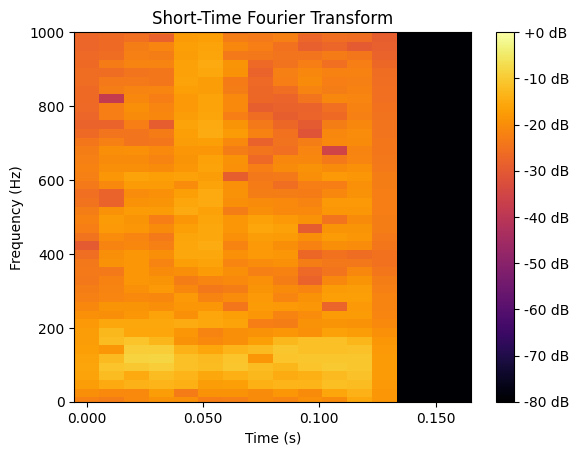 Short-Time Fourier Transform
1000
800
600
400
200
0
Frequency (Hz)
0.000
0.050
0.100
0.150
Time (s)
+0 dB
-10 dB
-20 dB
-30 dB
-40 dB
-50 dB
-60 dB
-70 dB
-80 dB